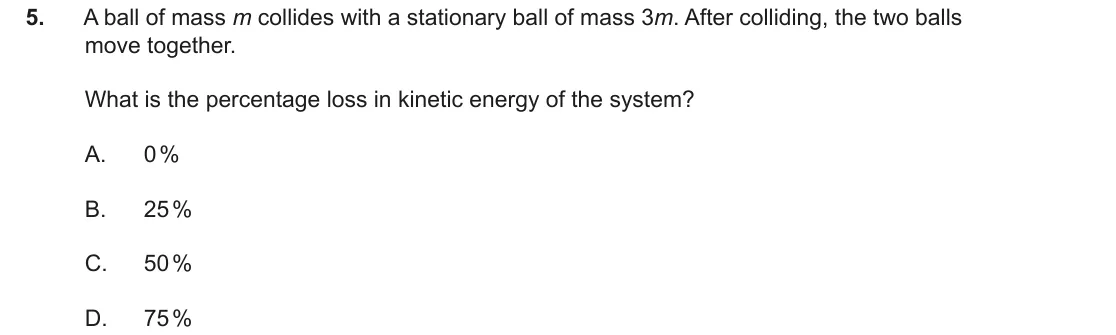 5. A ball of mass m collides with a stationary ball of mass 3m. After colliding, the two balls
move together.
What is the percentage loss in kinetic energy of the system?
A. 0%
B. 25%
C. 50%
D. 75%